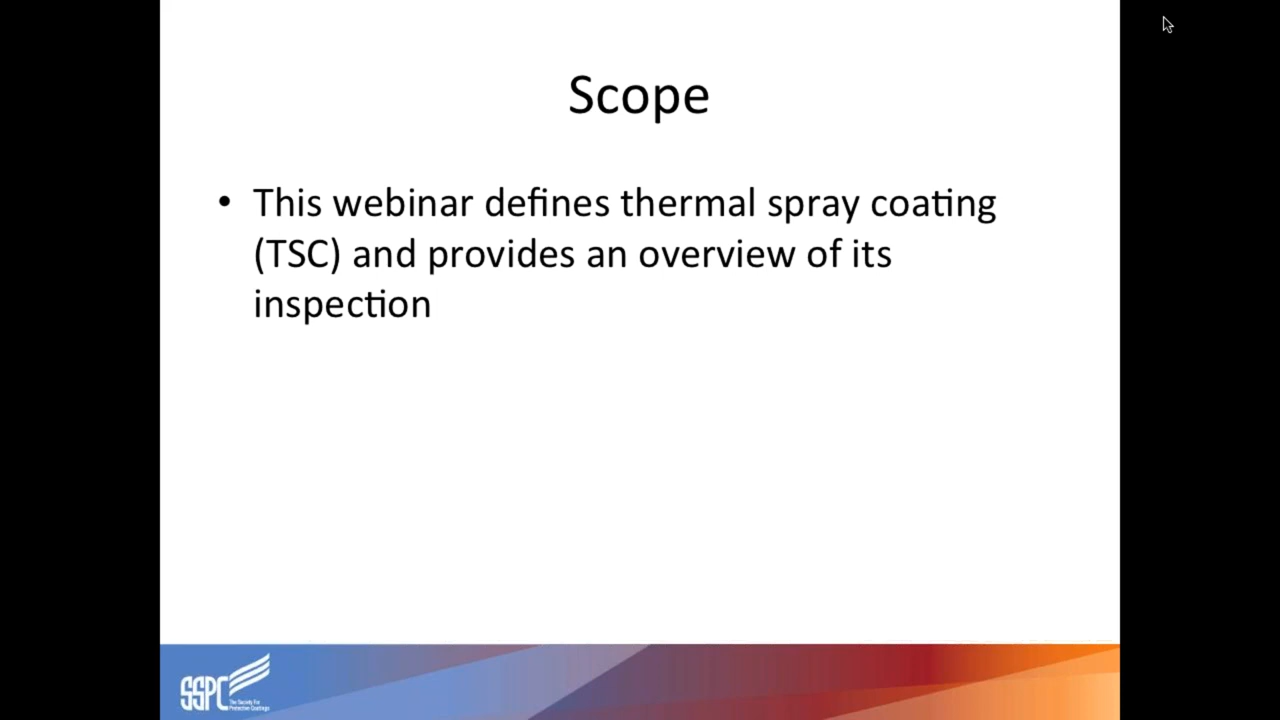 Scope
• This webinar defines thermal spray coating
(TSC) and provides an overview of its
inspection
SSPC
The Society For
Protective Coatings